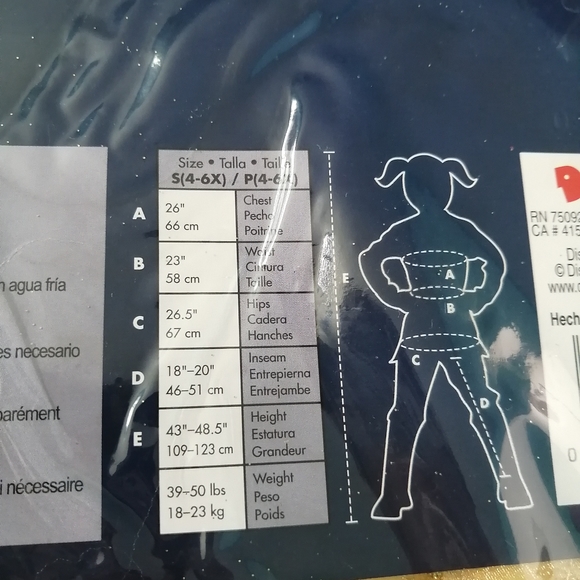 Size • Talla • Taille
S(4-6X) / P(4-6X)
A
26"
66 cm
Chest
Pecho
Poitrine
B
23"
58 cm
Waist
Cintura
Taille
C
26.5"
67 cm
Hips
Cadera
Hanches
D
18"–20"
46–51 cm
Inseam
Entrepierna
Entrejambe
E
43"–48.5"
109–123 cm
Height
Estatura
Grandeur
39–50 lbs
18–23 kg
Weight
Peso
Poids
E
A
B
C
D
agua fría
es necesario
parément
i nécessaire
RN 7509
CA # 415
Dis
© Di
www.
Hech
0